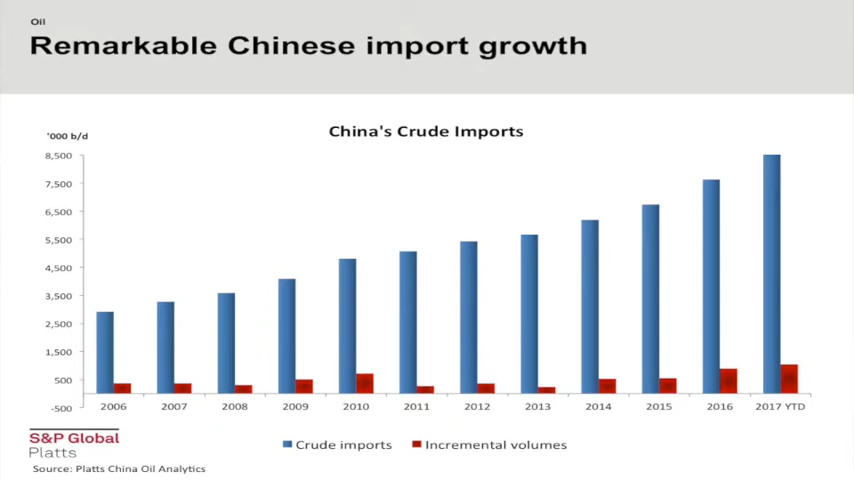 Oil
Remarkable Chinese import growth
China's Crude Imports
'000 b/d
8,500
7,500
6,500
5,500
4,500
3,500
2,500
1,500
500
-500
2006 2007 2008 2009 2010 2011 2012 2013 2014 2015 2016 2017 YTD
Crude imports Incremental volumes
S&P Global
Platts
Source: Platts China Oil Analytics